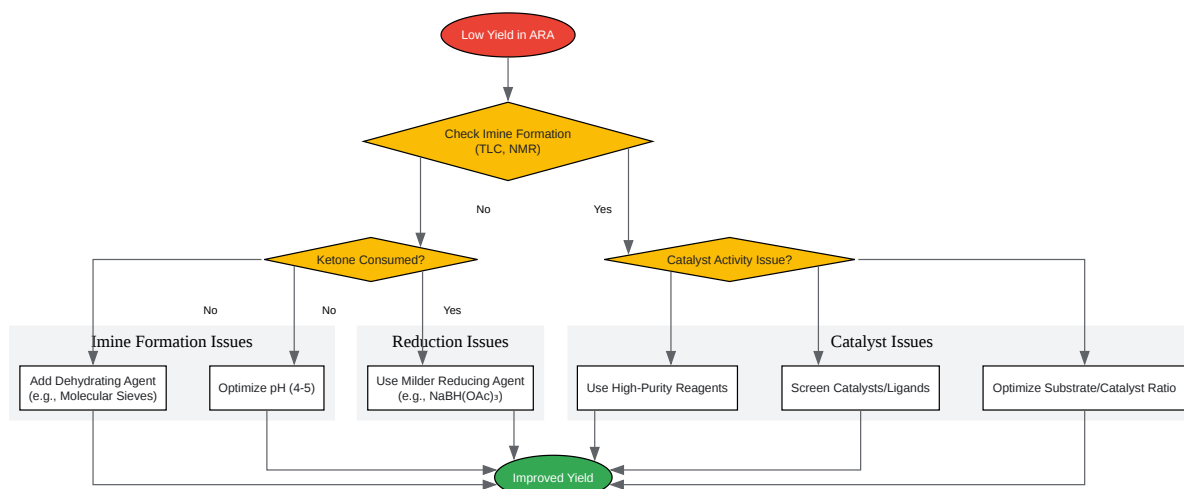 Low Yield in ARA
Check Imine Formation
(TLC, NMR)
No
Yes
Ketone Consumed?
Catalyst Activity Issue?
No
No
Yes
Imine Formation Issues
Reduction Issues
Catalyst Issues
Add Dehydrating Agent
(e.g., Molecular Sieves)
Optimize pH (4-5)
Use Milder Reducing Agent
(e.g., NaBH(OAc)₃)
Use High-Purity Reagents
Screen Catalysts/Ligands
Optimize Substrate/Catalyst Ratio
Improved Yield